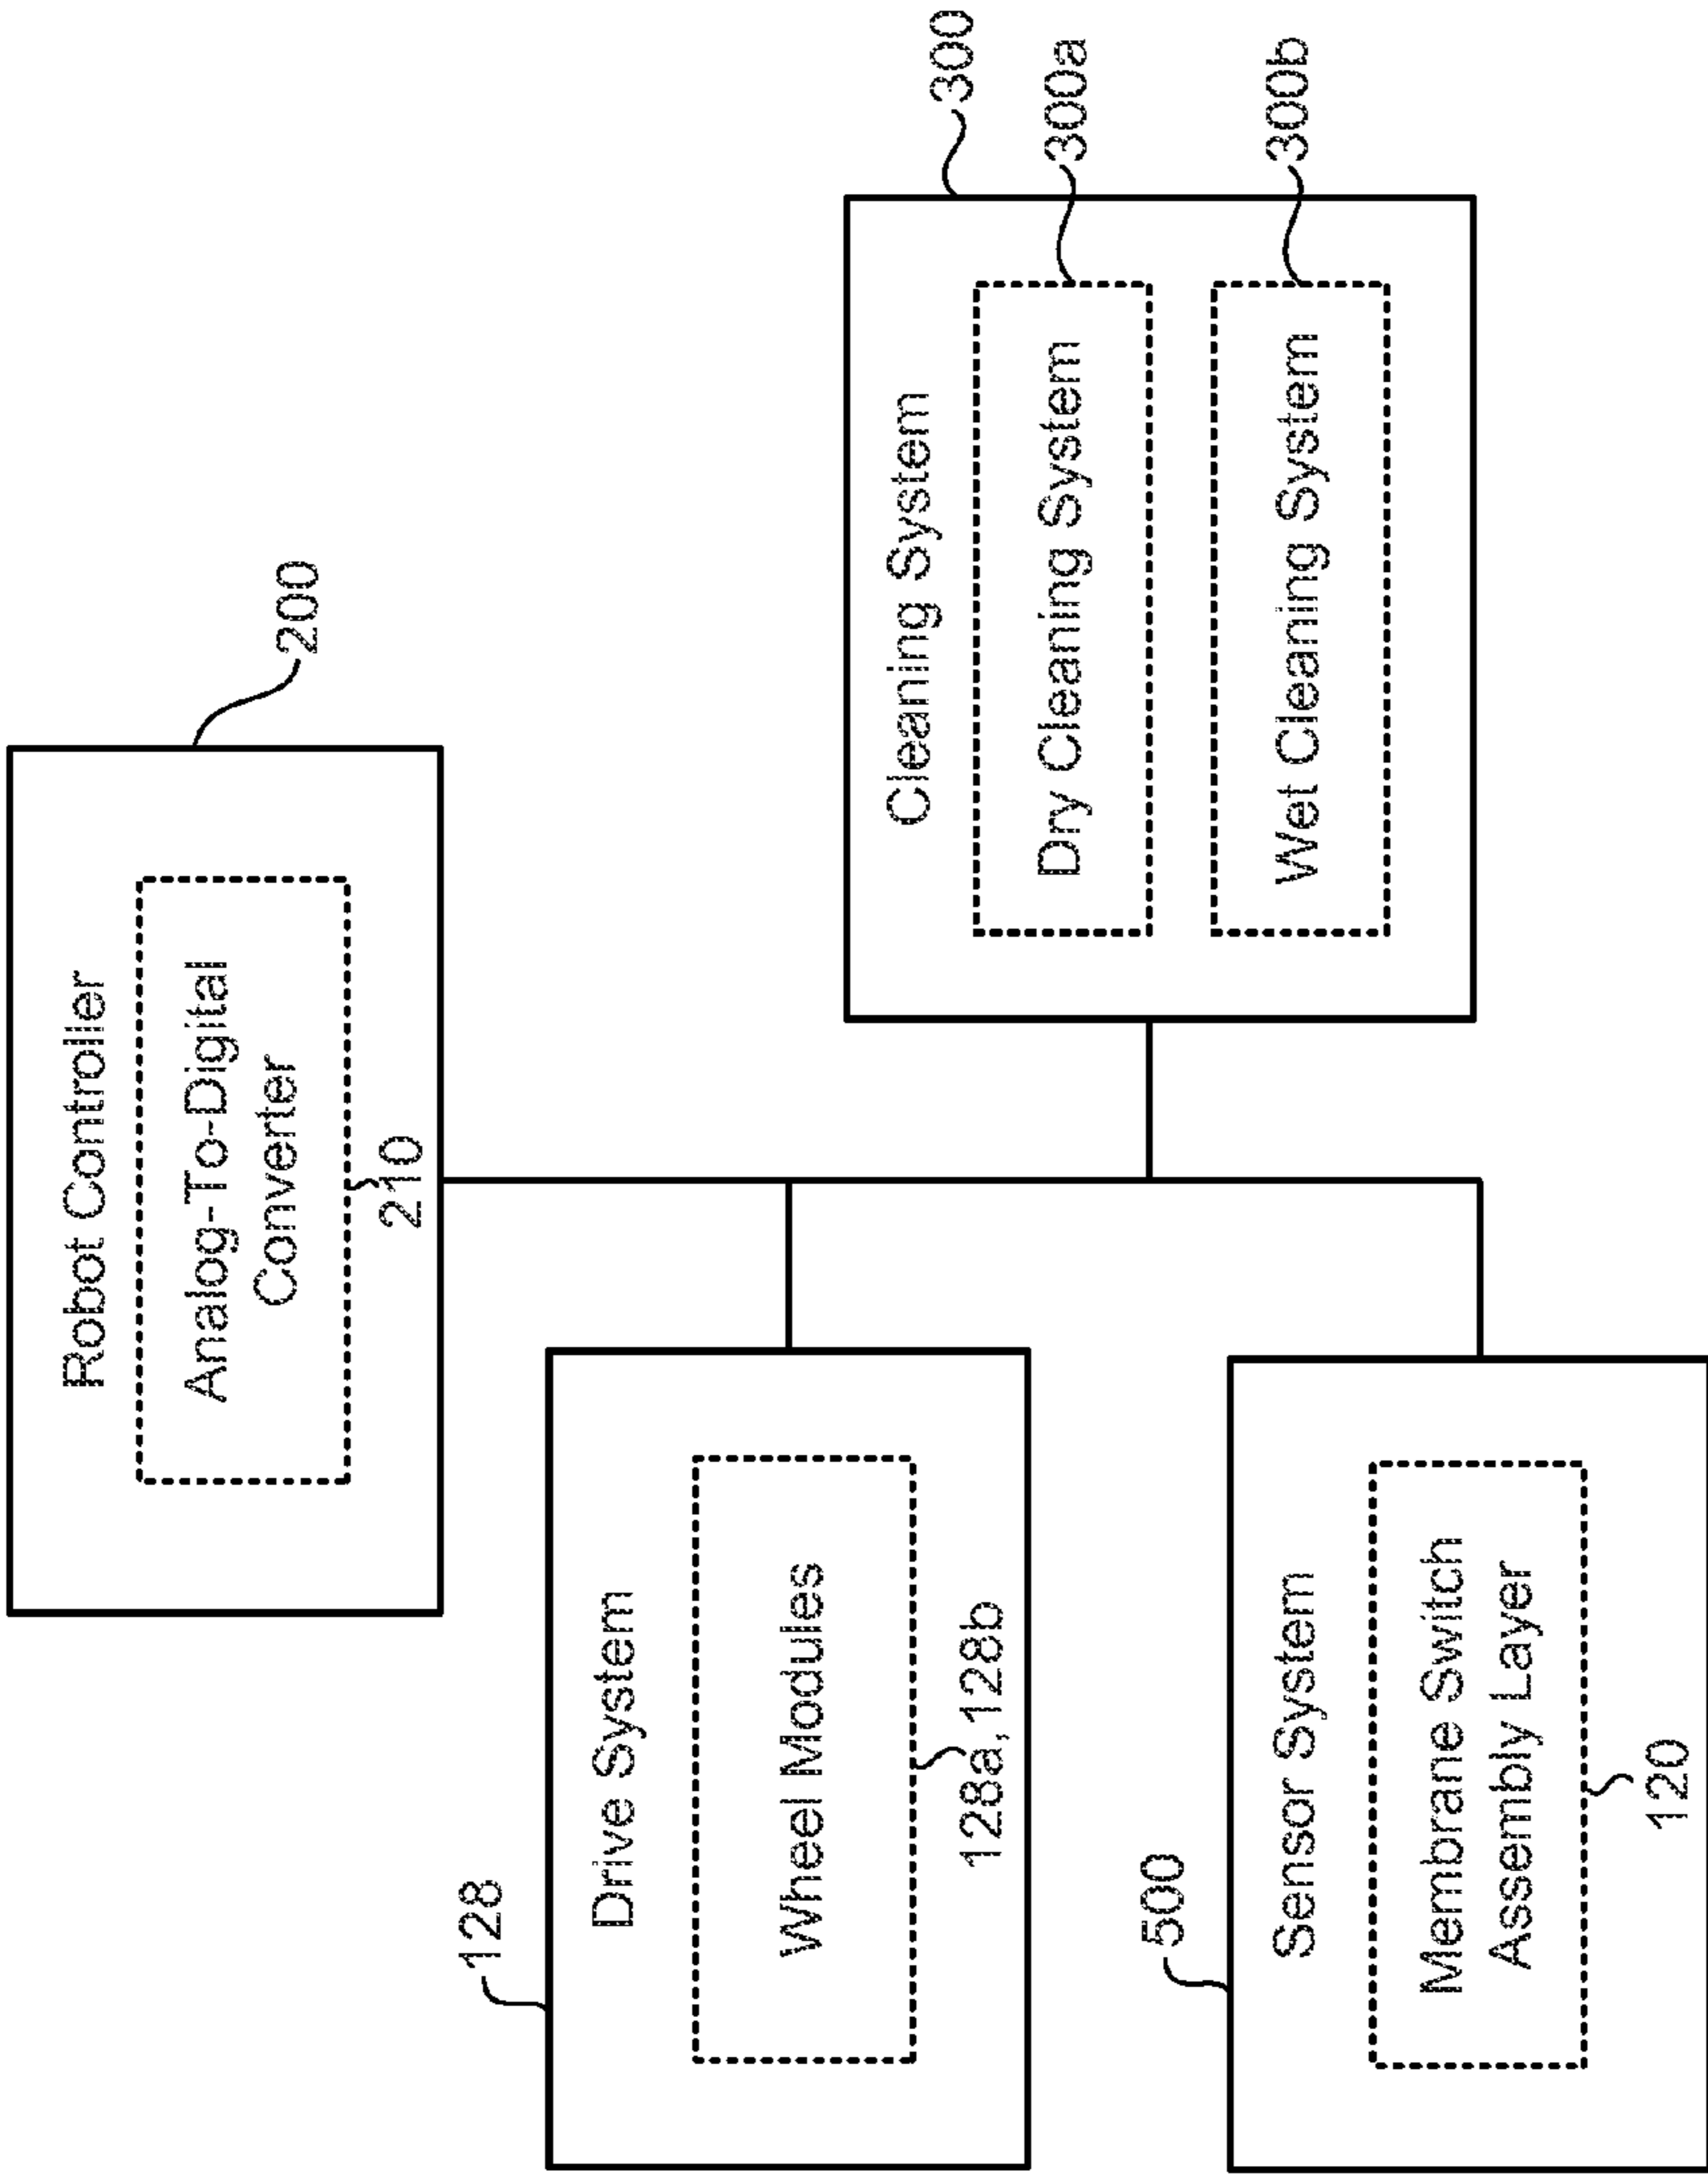 200
Robot Controller
Analog-To-Digital
Converter
210
128
Drive System
Wheel Modules
128a, 128b
300
Cleaning System
300a
Dry Cleaning System
300b
Wet Cleaning System
500
Sensor System
Membrane Switch
Assembly Layer
120